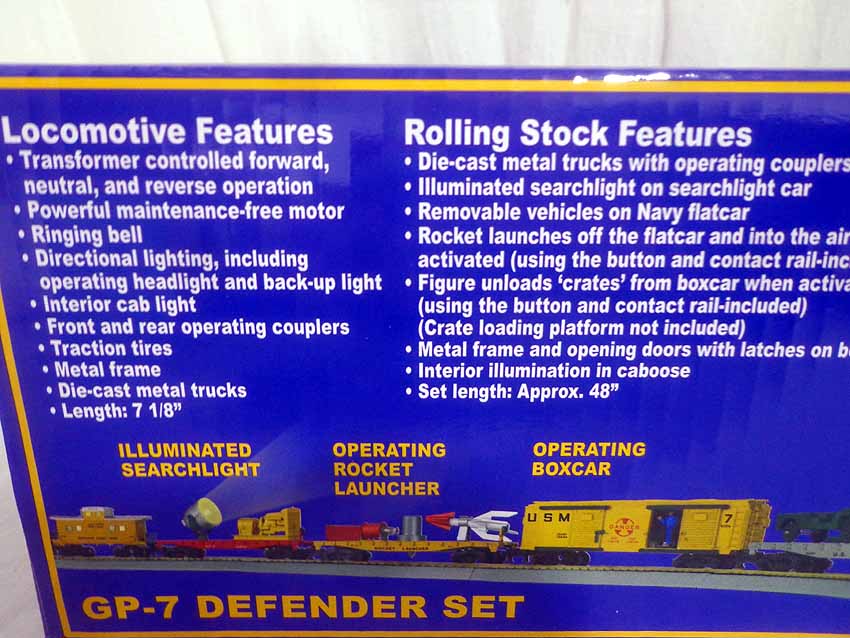 Locomotive Features
• Transformer controlled forward,
neutral, and reverse operation
• Powerful maintenance-free motor
• Ringing bell
• Directional lighting, including
operating headlight and back-up light
• Interior cab light
• Front and rear operating couplers
• Traction tires
• Metal frame
• Die-cast metal trucks
• Length: 7 1/8”
Rolling Stock Features
• Die-cast metal trucks with operating couplers
• Illuminated searchlight on searchlight car
• Removable vehicles on Navy flatcar
• Rocket launches off the flatcar and into the air
activated (using the button and contact rail-inc
• Figure unloads ‘crates’ from boxcar when activa
(using the button and contact rail-included)
(Crate loading platform not included)
• Metal frame and opening doors with latches on b
• Interior illumination in caboose
• Set length: Approx. 48”
ILLUMINATED
SEARCHLIGHT
OPERATING
ROCKET
LAUNCHER
OPERATING
BOXCAR
USM
DANGER
7
ROCKET LAUNCHER
GP-7 DEFENDER SET